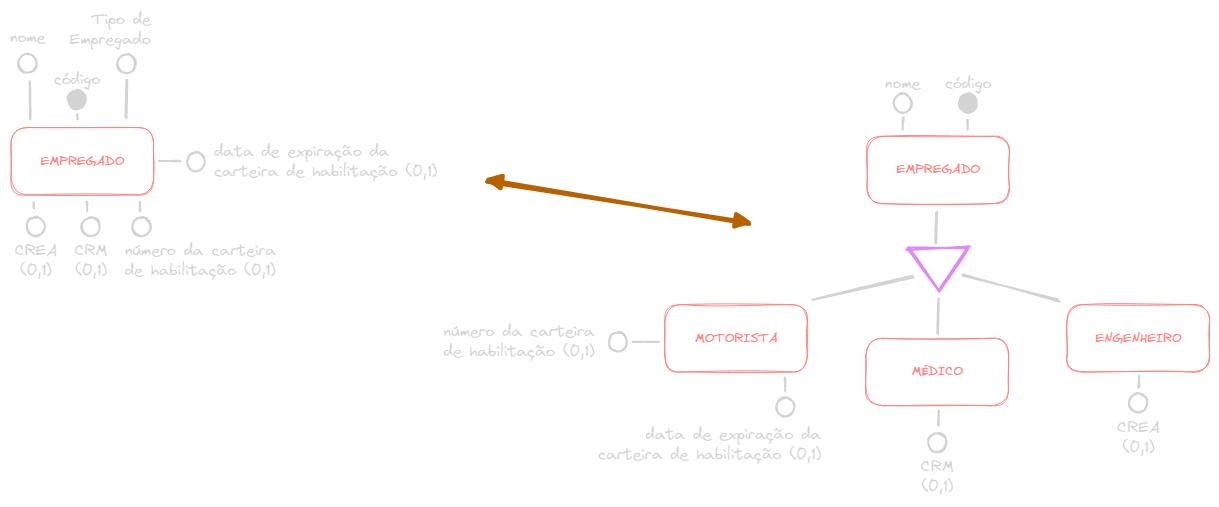 Tipo de
Empregado
nome
código
EMPREGADO
data de expiração da
carteira de habilitação (0,1)
CREA
(0,1)
CRM
(0,1)
número da carteira
de habilitação (0,1)
nome
código
EMPREGADO
número da carteira
de habilitação (0,1)
MOTORISTA
data de expiração da
carteira de habilitação (0,1)
MÉDICO
CRM
(0,1)
ENGENHEIRO
CREA
(0,1)